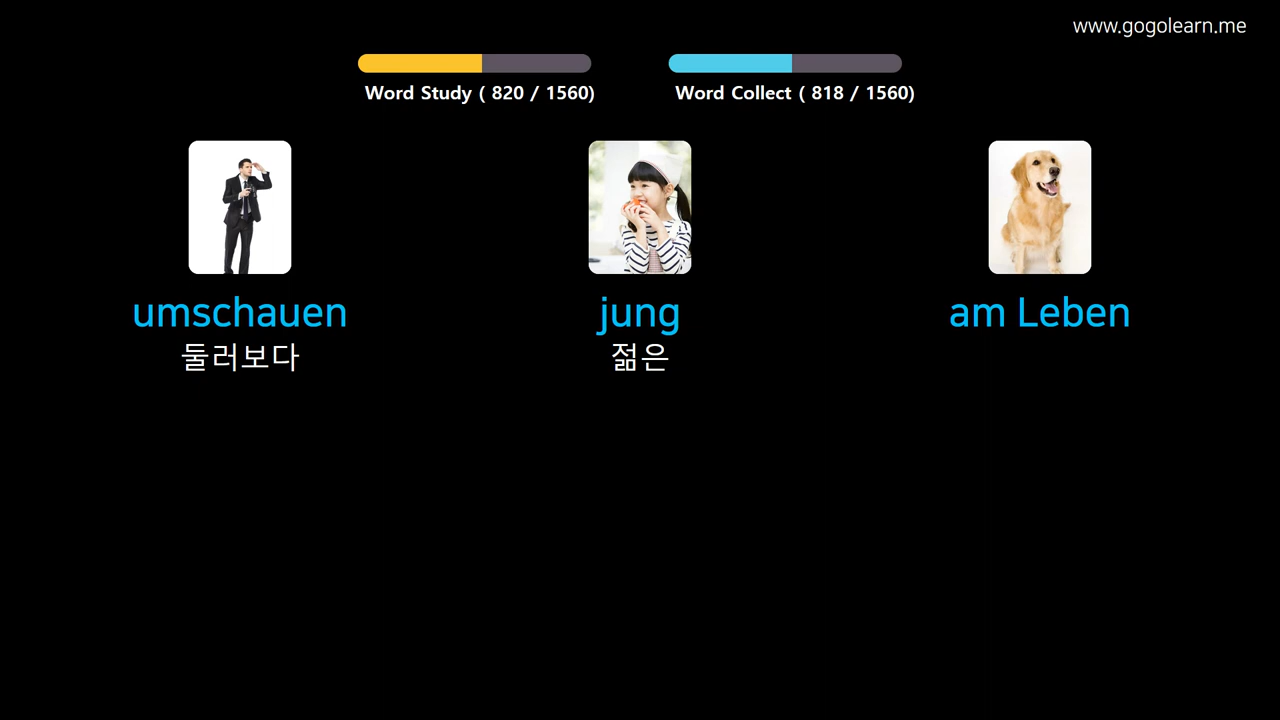 www.gogolearn.me
Word Study ( 820 / 1560)
Word Collect ( 818 / 1560)
umschauen
둘러보다
jung
젊은
am Leben